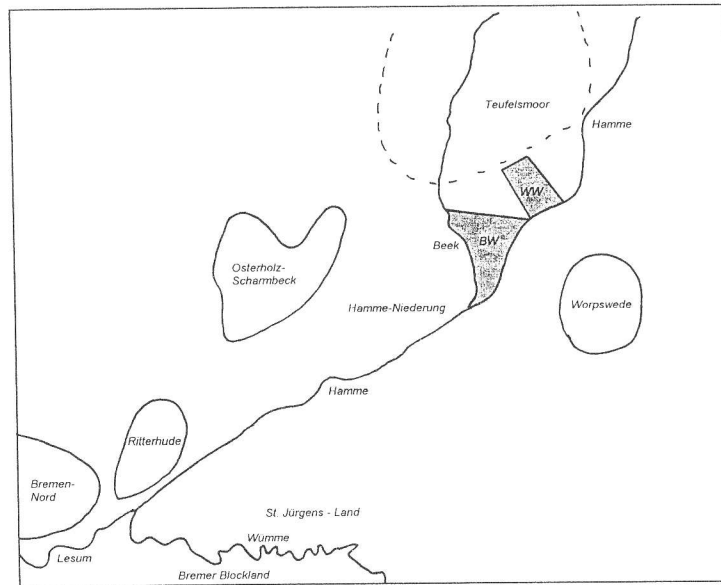 Teufelsmoor
Hamme
WW
Beek
BW
Osterholz-
Scharmbeck
Hamme-Niederung
Worpswede
Hamme
Ritterhude
Bremen-
Nord
St. Jürgens - Land
Wümme
Lesum
Bremer Blockland